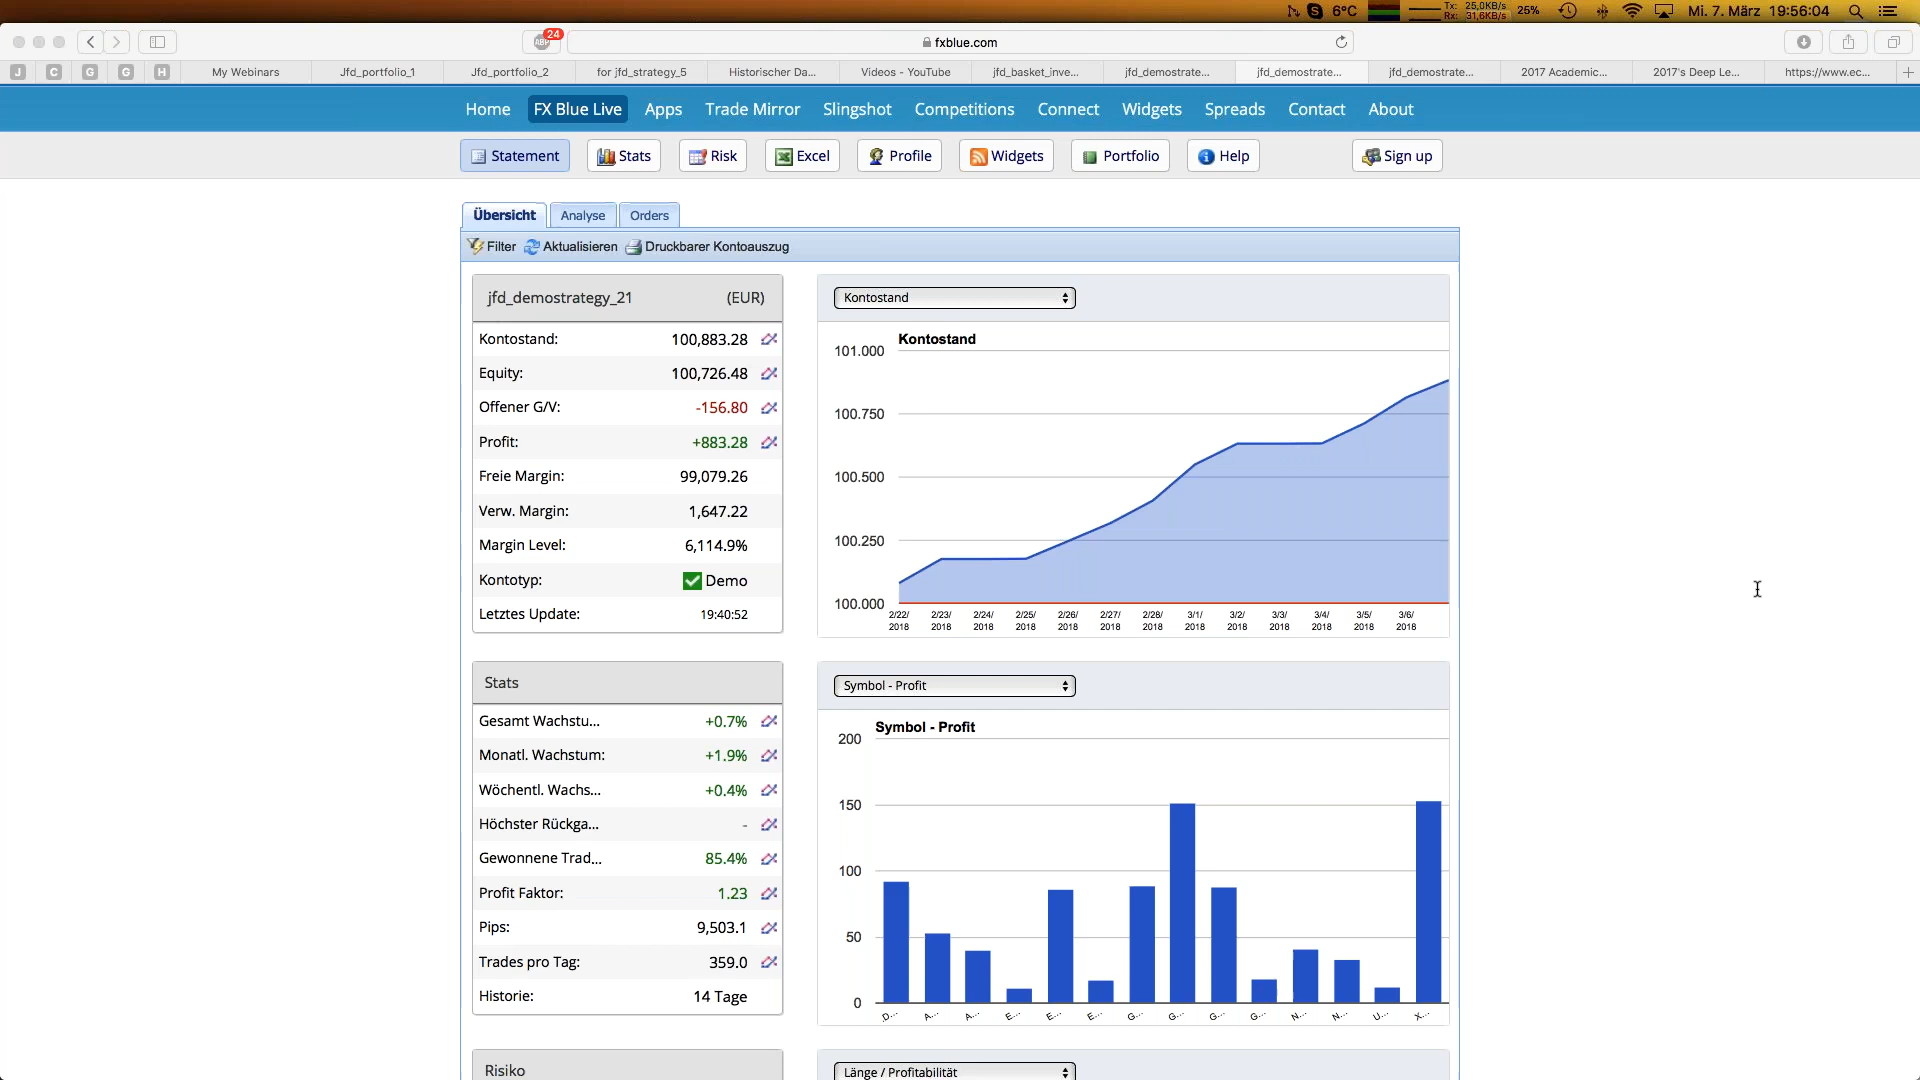 6°C Tx: 25,0KB/s Rx: 31,6KB/s 25% Mi. 7. März 19:56:04
ABP 24 fxblue.com
J C G G H My Webinars Jfd_portfolio_1 Jfd_portfolio_2 for jfd_strategy_5 Historischer Da... Videos - YouTube jfd_basket_inve... jfd_demostrate... jfd_demostrate... jfd_demostrate... 2017 Academic... 2017's Deep Le... https://www.ec...
Home FX Blue Live Apps Trade Mirror Slingshot Competitions Connect Widgets Spreads Contact About
Statement Stats Risk Excel Profile Widgets Portfolio Help Sign up
Übersicht Analyse Orders
Filter Aktualisieren Druckbarer Kontoauszug
jfd_demostrategy_21 (EUR)
Kontostand: 100,883.28
Equity: 100,726.48
Offener G/V: -156.80
Profit: +883.28
Freie Margin: 99,079.26
Verw. Margin: 1,647.22
Margin Level: 6,114.9%
Kontotyp: Demo
Letztes Update: 19:40:52
Kontostand
Kontostand
101.000
100.750
100.500
100.250
100.000
2/22/2018 2/23/2018 2/24/2018 2/25/2018 2/26/2018 2/27/2018 2/28/2018 3/1/2018 3/2/2018 3/3/2018 3/4/2018 3/5/2018 3/6/2018
Stats
Gesamt Wachstu... +0.7%
Monatl. Wachstum: +1.9%
Wöchentl. Wachs... +0.4%
Höchster Rückga... -
Gewonnene Trad... 85.4%
Profit Faktor: 1.23
Pips: 9,503.1
Trades pro Tag: 359.0
Historie: 14 Tage
Symbol - Profit
Symbol - Profit
200
150
100
50
0
D... A... A... E... E... E... G... G... G... G... N... N... U... X...
Risiko
Länge / Profitabilität